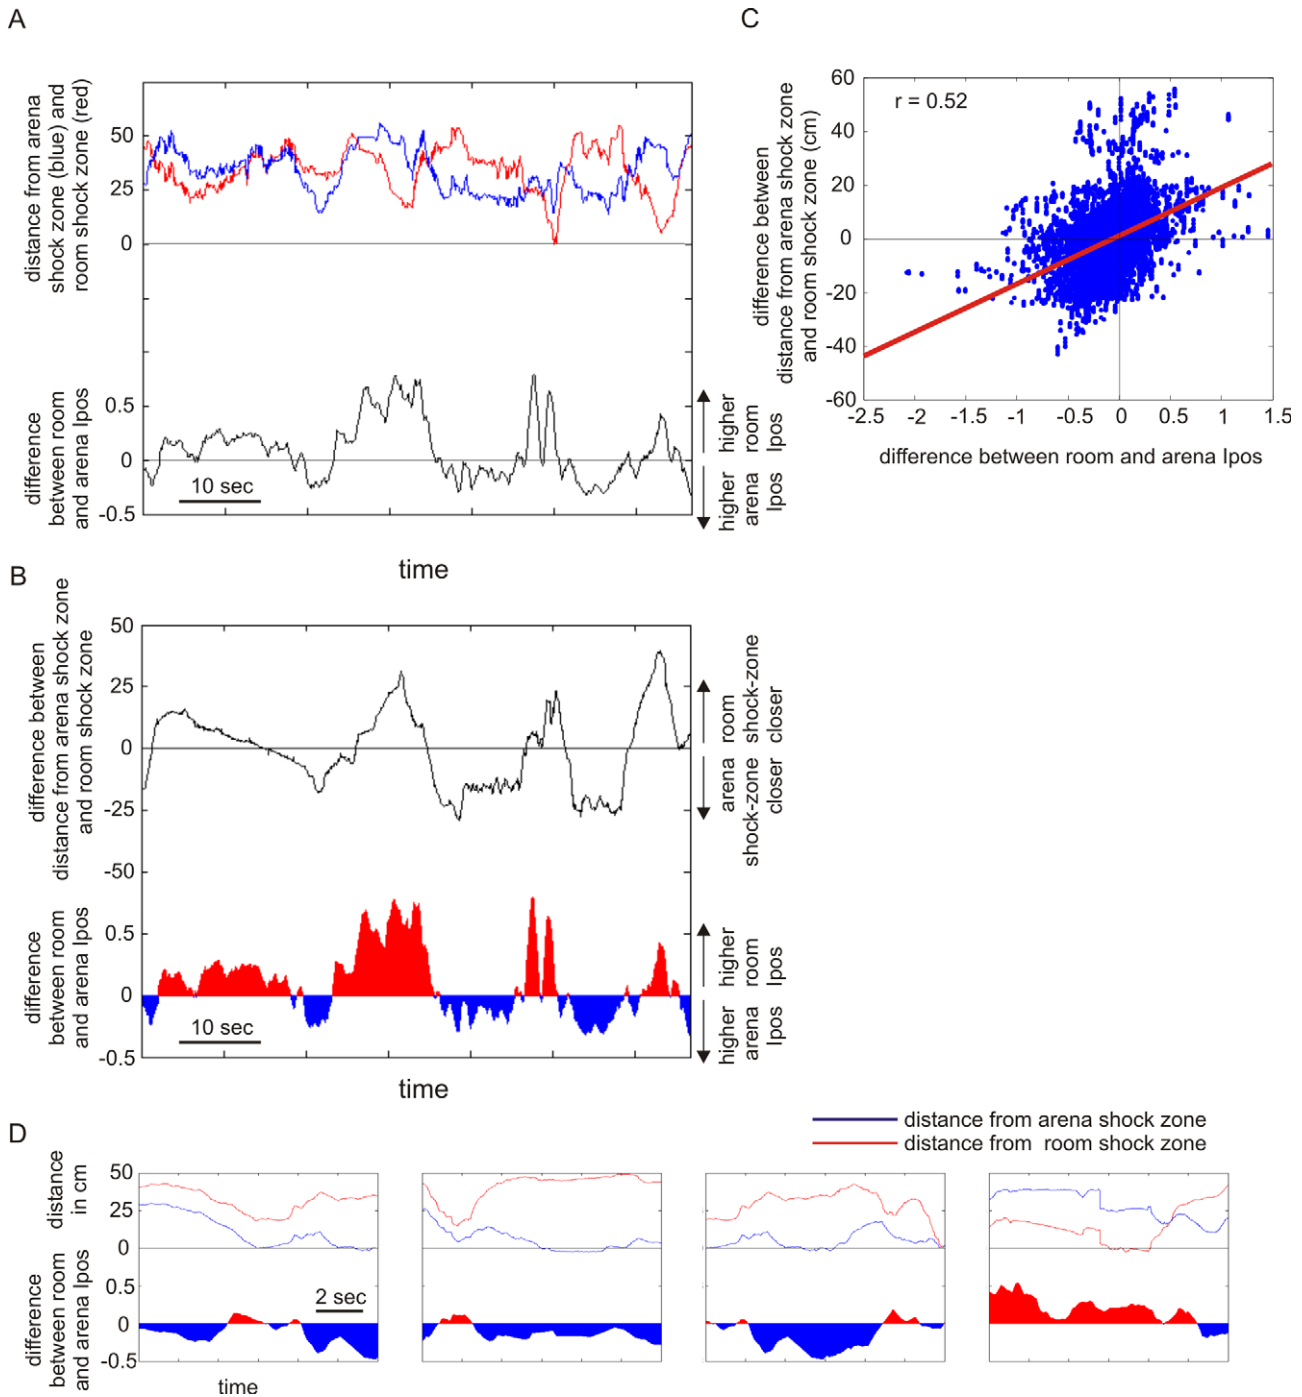 A
distance from arena
shock zone (blue) and
room shock zone (red)
50
25
0
difference
between room
and arena Ipos
0.5
0
-0.5
10 sec
higher
room
Ipos
higher
arena
Ipos
time
B
difference between
distance from arena shock zone
and room shock zone
50
25
0
-25
-50
room
shock-zone
closer
arena
shock-zone
closer
difference
between room
and arena Ipos
0.5
0
-0.5
10 sec
higher
room
Ipos
higher
arena
Ipos
time
C
difference between
distance from arena shock zone
and room shock zone (cm)
60
40
20
0
-20
-40
-60
r = 0.52
-2.5
-2
-1.5
-1
-0.5
0
0.5
1
1.5
difference between room and arena Ipos
D
distance from arena shock zone
distance from room shock zone
distance
in cm
50
25
0
difference
between room
and arena Ipos
0.5
0
-0.5
2 sec
time